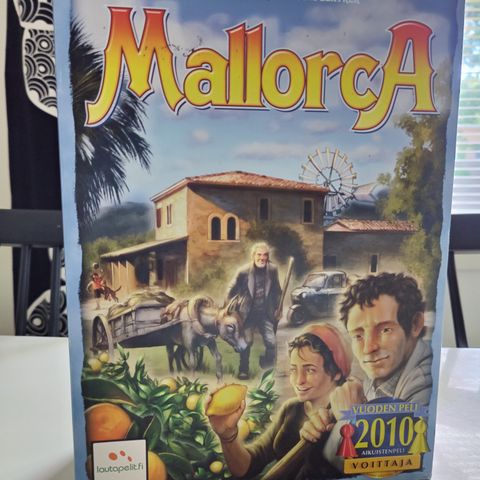 MallorcA
VUODEN PELI
2010
AIKUISTENPELI
VOITTAJA
lautapelit.fi